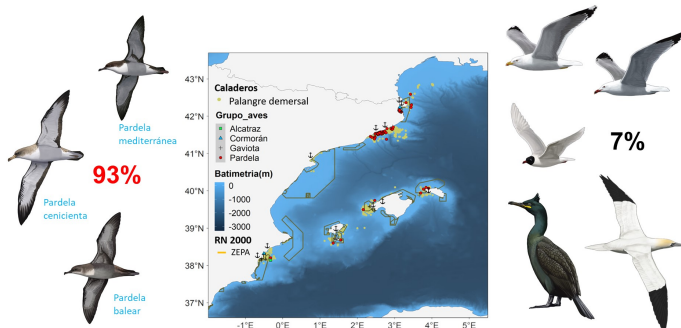 Pardela
mediterránea
93%
Pardela
cenicienta
Pardela
balear
43°N
42°N
41°N
40°N
39°N
38°N
37°N
Caladeros
Palangre demersal
Grupo_aves
Alcatraz
Cormorán
Gaviota
Pardela
Batimetria(m)
0
-1000
-2000
-3000
RN 2000
ZEPA
-1°E
0°E
1°E
2°E
3°E
4°E
5°E
7%